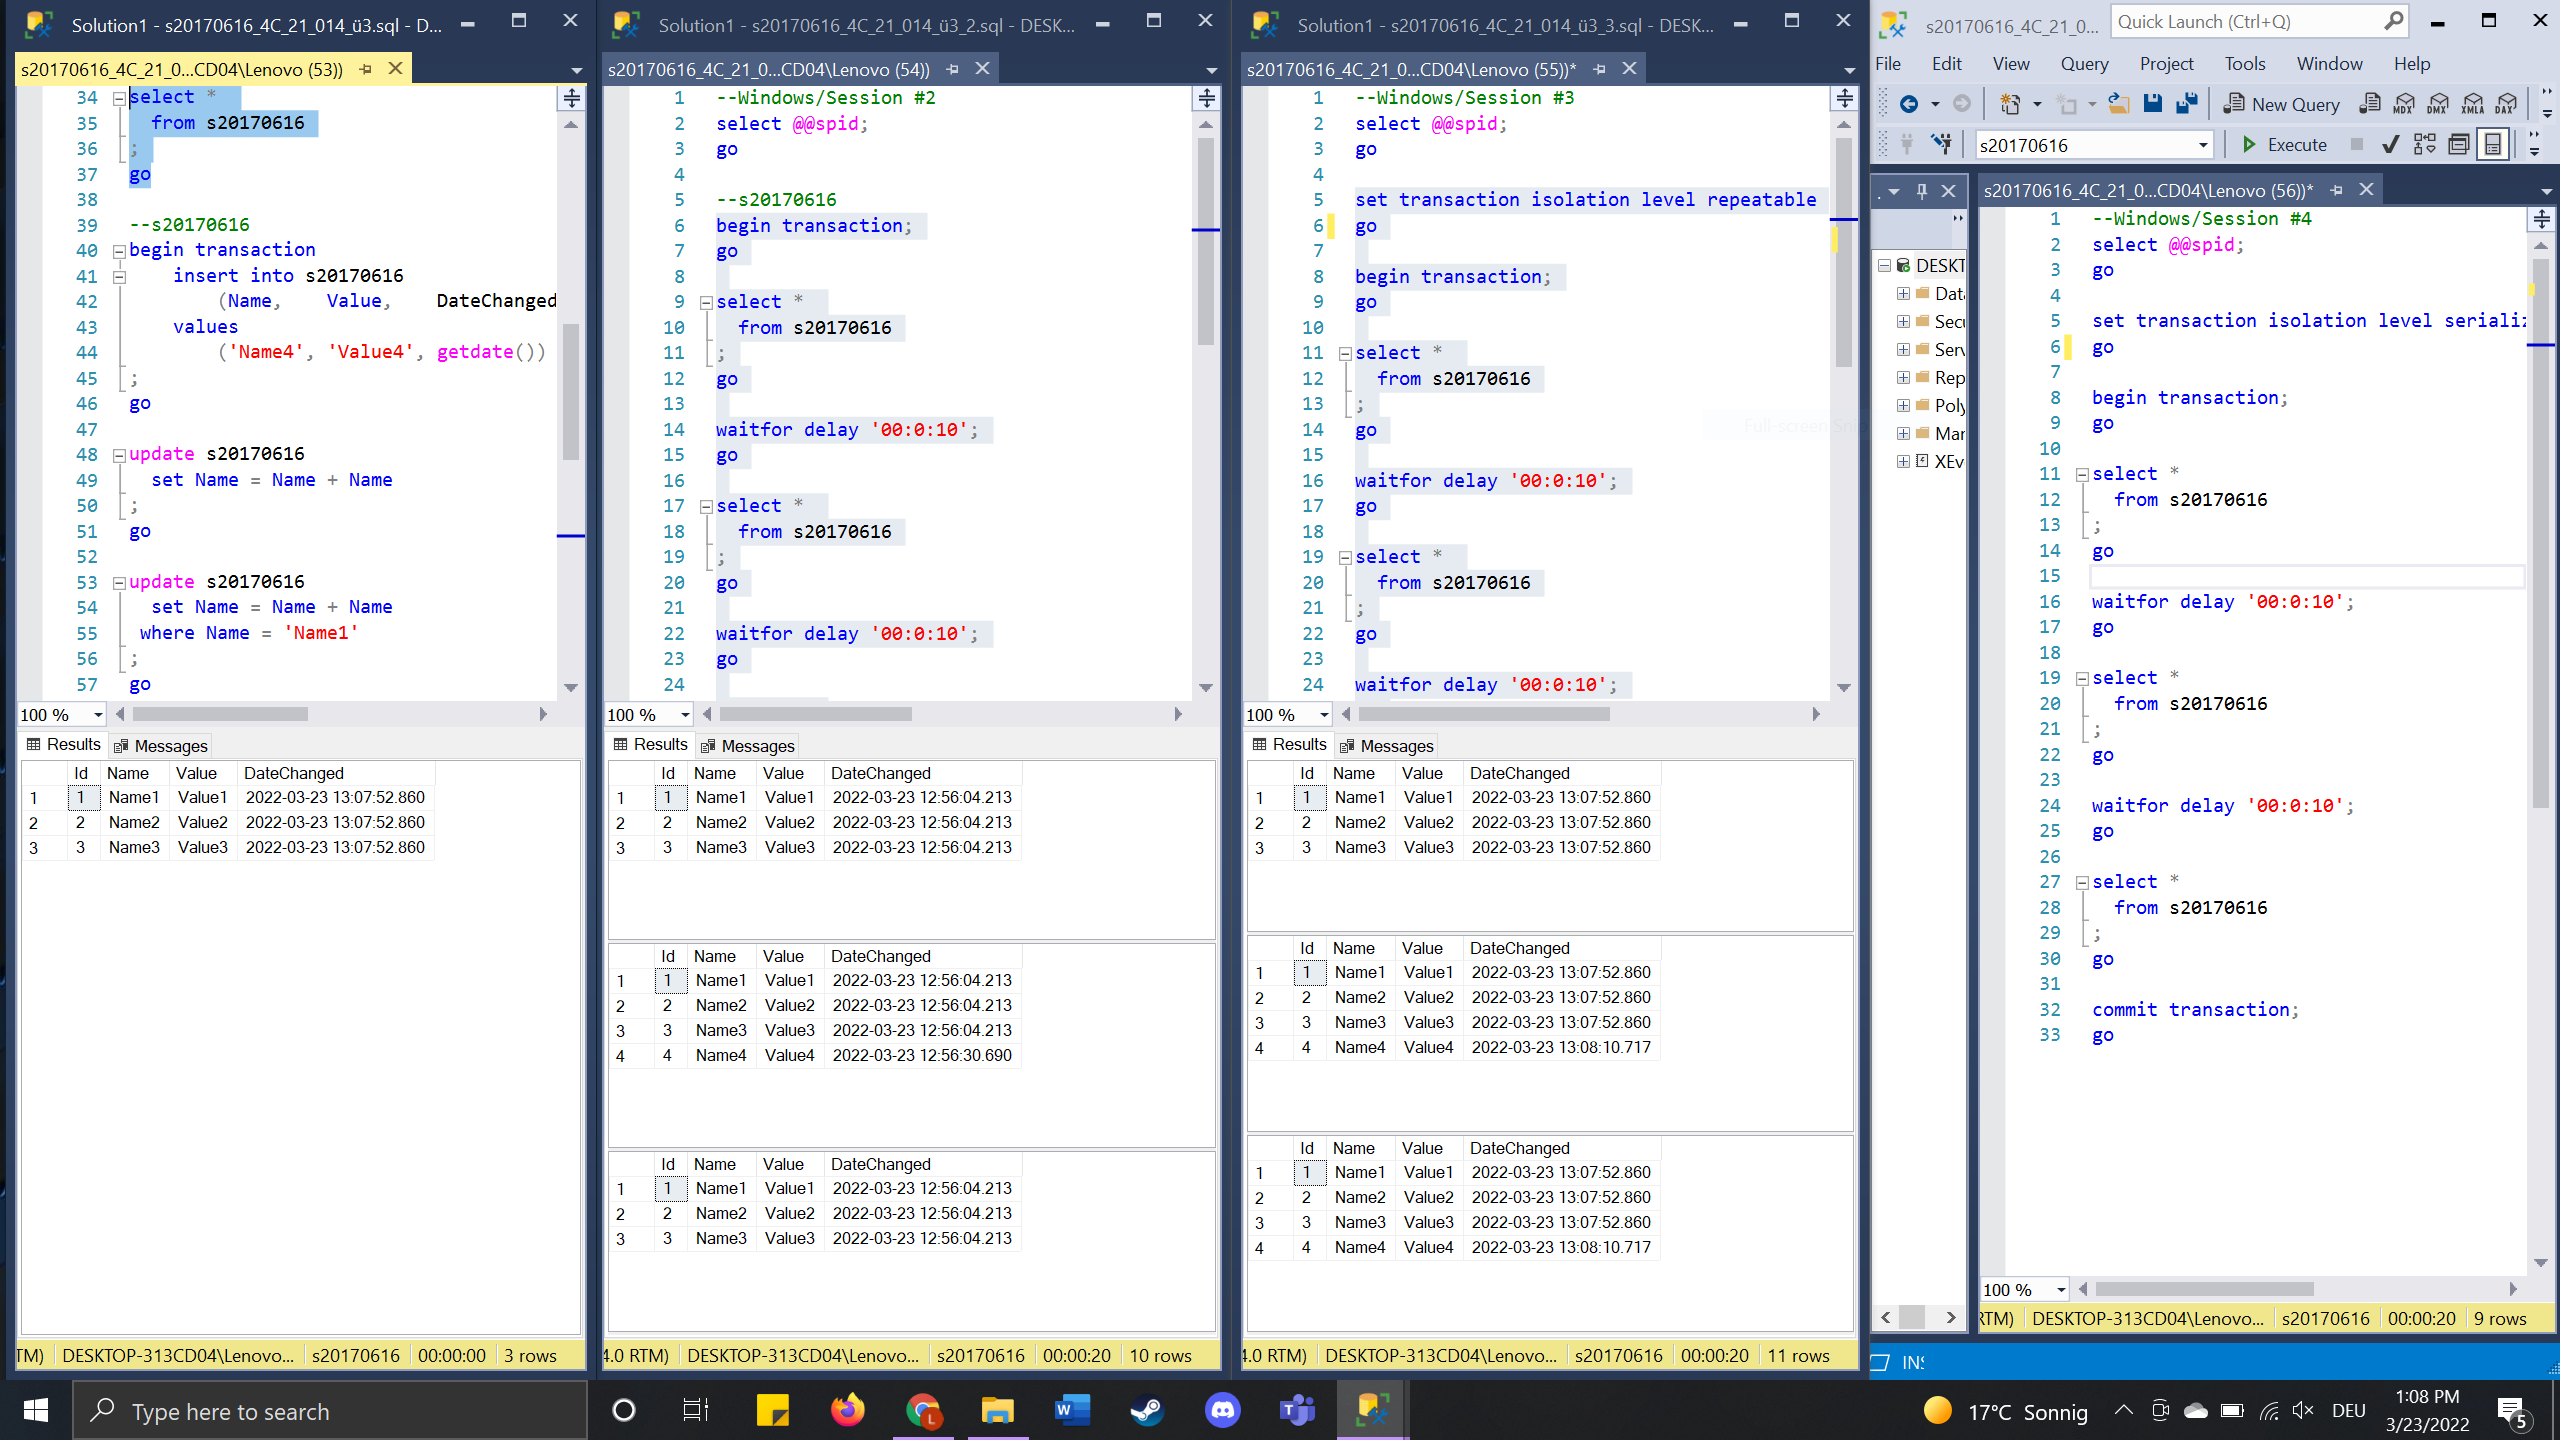 Solution1 - s20170616_4C_21_014_ü3.sql - D...
s20170616_4C_21_0...CD04\Lenovo (53))
34 select *
35 from s20170616
36 ;
37 go
38
39 --s20170616
40 begin transaction
41 insert into s20170616
42 (Name, Value, DateChanged
43 values
44 ('Name4', 'Value4', getdate())
45 ;
46 go
47
48 update s20170616
49 set Name = Name + Name
50 ;
51 go
52
53 update s20170616
54 set Name = Name + Name
55 where Name = 'Name1'
56 ;
57 go
100 %
Results Messages
Id Name Value DateChanged
1 1 Name1 Value1 2022-03-23 13:07:52.860
2 2 Name2 Value2 2022-03-23 13:07:52.860
3 3 Name3 Value3 2022-03-23 13:07:52.860
TM) DESKTOP-313CD04\Lenovo... s20170616 00:00:00 3 rows
Solution1 - s20170616_4C_21_014_ü3_2.sql - DESK...
s20170616_4C_21_0...CD04\Lenovo (54))
1 --Windows/Session #2
2 select @@spid;
3 go
4
5 --s20170616
6 begin transaction;
7 go
8
9 select *
10 from s20170616
11 ;
12 go
13
14 waitfor delay '00:0:10';
15 go
16
17 select *
18 from s20170616
19 ;
20 go
21
22 waitfor delay '00:0:10';
23 go
24
100 %
Results Messages
Id Name Value DateChanged
1 1 Name1 Value1 2022-03-23 12:56:04.213
2 2 Name2 Value2 2022-03-23 12:56:04.213
3 3 Name3 Value3 2022-03-23 12:56:04.213
Id Name Value DateChanged
1 1 Name1 Value1 2022-03-23 12:56:04.213
2 2 Name2 Value2 2022-03-23 12:56:04.213
3 3 Name3 Value3 2022-03-23 12:56:04.213
4 4 Name4 Value4 2022-03-23 12:56:30.690
Id Name Value DateChanged
1 1 Name1 Value1 2022-03-23 12:56:04.213
2 2 Name2 Value2 2022-03-23 12:56:04.213
3 3 Name3 Value3 2022-03-23 12:56:04.213
4.0 RTM) DESKTOP-313CD04\Lenovo... s20170616 00:00:20 10 rows
Solution1 - s20170616_4C_21_014_ü3_3.sql - DESK...
s20170616_4C_21_0...CD04\Lenovo (55))*
1 --Windows/Session #3
2 select @@spid;
3 go
4
5 set transaction isolation level repeatable
6 go
7
8 begin transaction;
9 go
10
11 select *
12 from s20170616
13 ;
14 go
15
16 waitfor delay '00:0:10';
17 go
18
19 select *
20 from s20170616
21 ;
22 go
23
24 waitfor delay '00:0:10';
Full-screen Snip
100 %
Results Messages
Id Name Value DateChanged
1 1 Name1 Value1 2022-03-23 13:07:52.860
2 2 Name2 Value2 2022-03-23 13:07:52.860
3 3 Name3 Value3 2022-03-23 13:07:52.860
Id Name Value DateChanged
1 1 Name1 Value1 2022-03-23 13:07:52.860
2 2 Name2 Value2 2022-03-23 13:07:52.860
3 3 Name3 Value3 2022-03-23 13:07:52.860
4 4 Name4 Value4 2022-03-23 13:08:10.717
Id Name Value DateChanged
1 1 Name1 Value1 2022-03-23 13:07:52.860
2 2 Name2 Value2 2022-03-23 13:07:52.860
3 3 Name3 Value3 2022-03-23 13:07:52.860
4 4 Name4 Value4 2022-03-23 13:08:10.717
4.0 RTM) DESKTOP-313CD04\Lenovo... s20170616 00:00:20 11 rows
s20170616_4C_21_0... Quick Launch (Ctrl+Q)
File Edit View Query Project Tools Window Help
New Query MDX DMX XMLA DAX
s20170616 Execute
s20170616_4C_21_0...CD04\Lenovo (56))*
DESKT
Data
Secu
Serv
Rep
Poly
Man
XEv
1 --Windows/Session #4
2 select @@spid;
3 go
4
5 set transaction isolation level serializ
6 go
7
8 begin transaction;
9 go
10
11 select *
12 from s20170616
13 ;
14 go
15
16 waitfor delay '00:0:10';
17 go
18
19 select *
20 from s20170616
21 ;
22 go
23
24 waitfor delay '00:0:10';
25 go
26
27 select *
28 from s20170616
29 ;
30 go
31
32 commit transaction;
33 go
100 %
RTM) DESKTOP-313CD04\Lenovo... s20170616 00:00:20 9 rows
INS
Type here to search
17°C Sonnig DEU 1:08 PM
3/23/2022
5